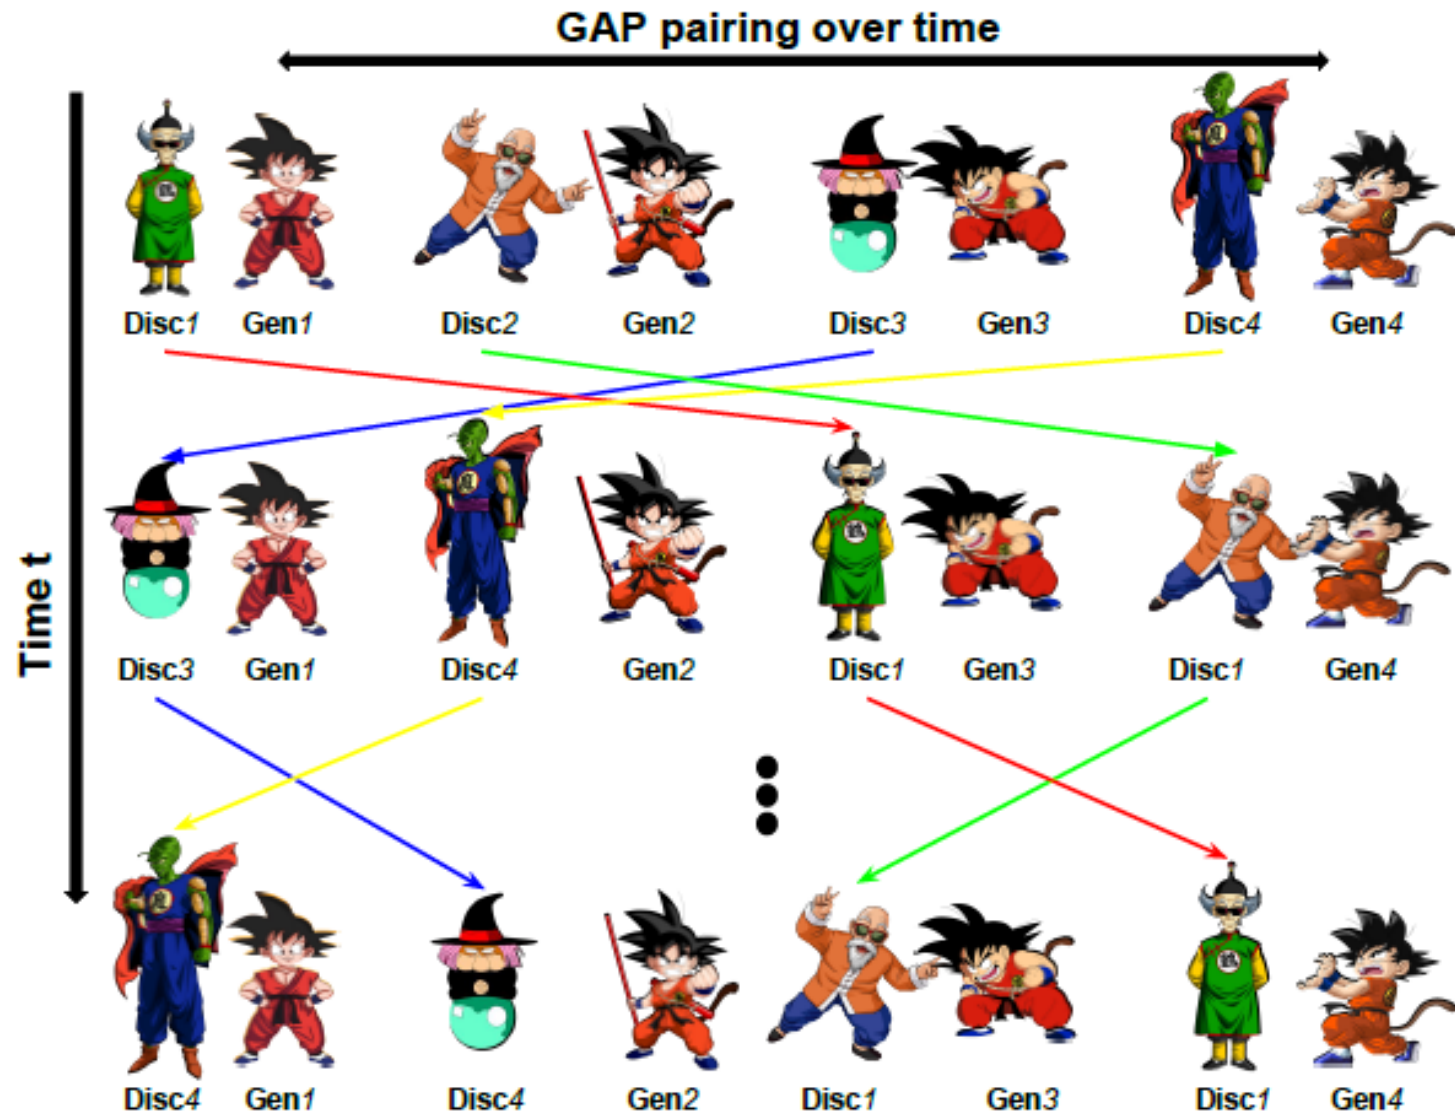 GAP pairing over time
Time t
Disc1 Gen1 Disc2 Gen2 Disc3 Gen3 Disc4 Gen4
Disc3 Gen1 Disc4 Gen2 Disc1 Gen3 Disc1 Gen4
Disc4 Gen1 Disc4 Gen2 Disc1 Gen3 Disc1 Gen4